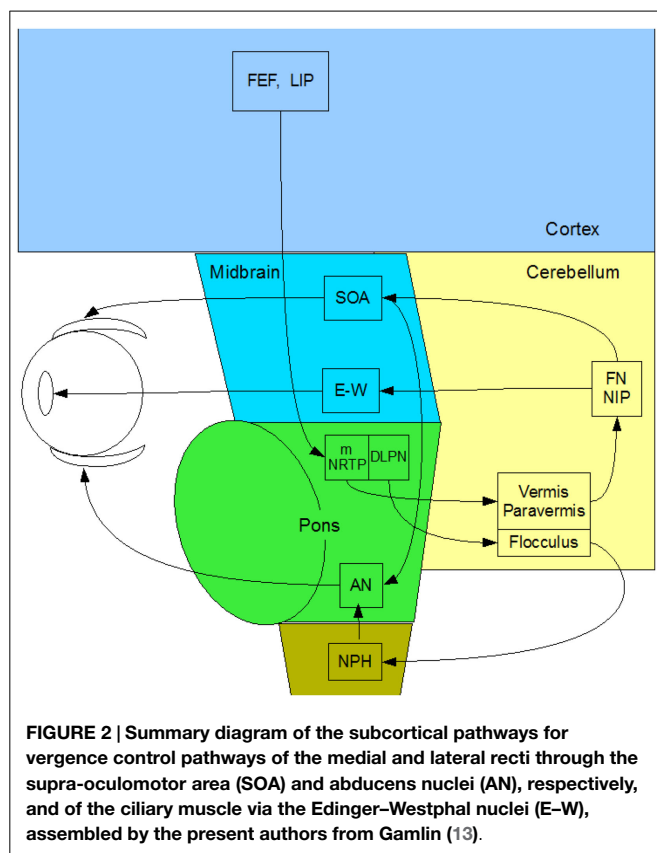 FEF, LIP
Cortex
Midbrain
Cerebellum
SOA
E-W
FN
NIP
m
NRTP
DLPN
Vermis
Paravermis
Flocculus
Pons
AN
NPH
FIGURE 2 | Summary diagram of the subcortical pathways for
vergence control pathways of the medial and lateral recti through the
supra-oculomotor area (SOA) and abducens nuclei (AN), respectively,
and of the ciliary muscle via the Edinger–Westphal nuclei (E–W),
assembled by the present authors from Gamlin (13).